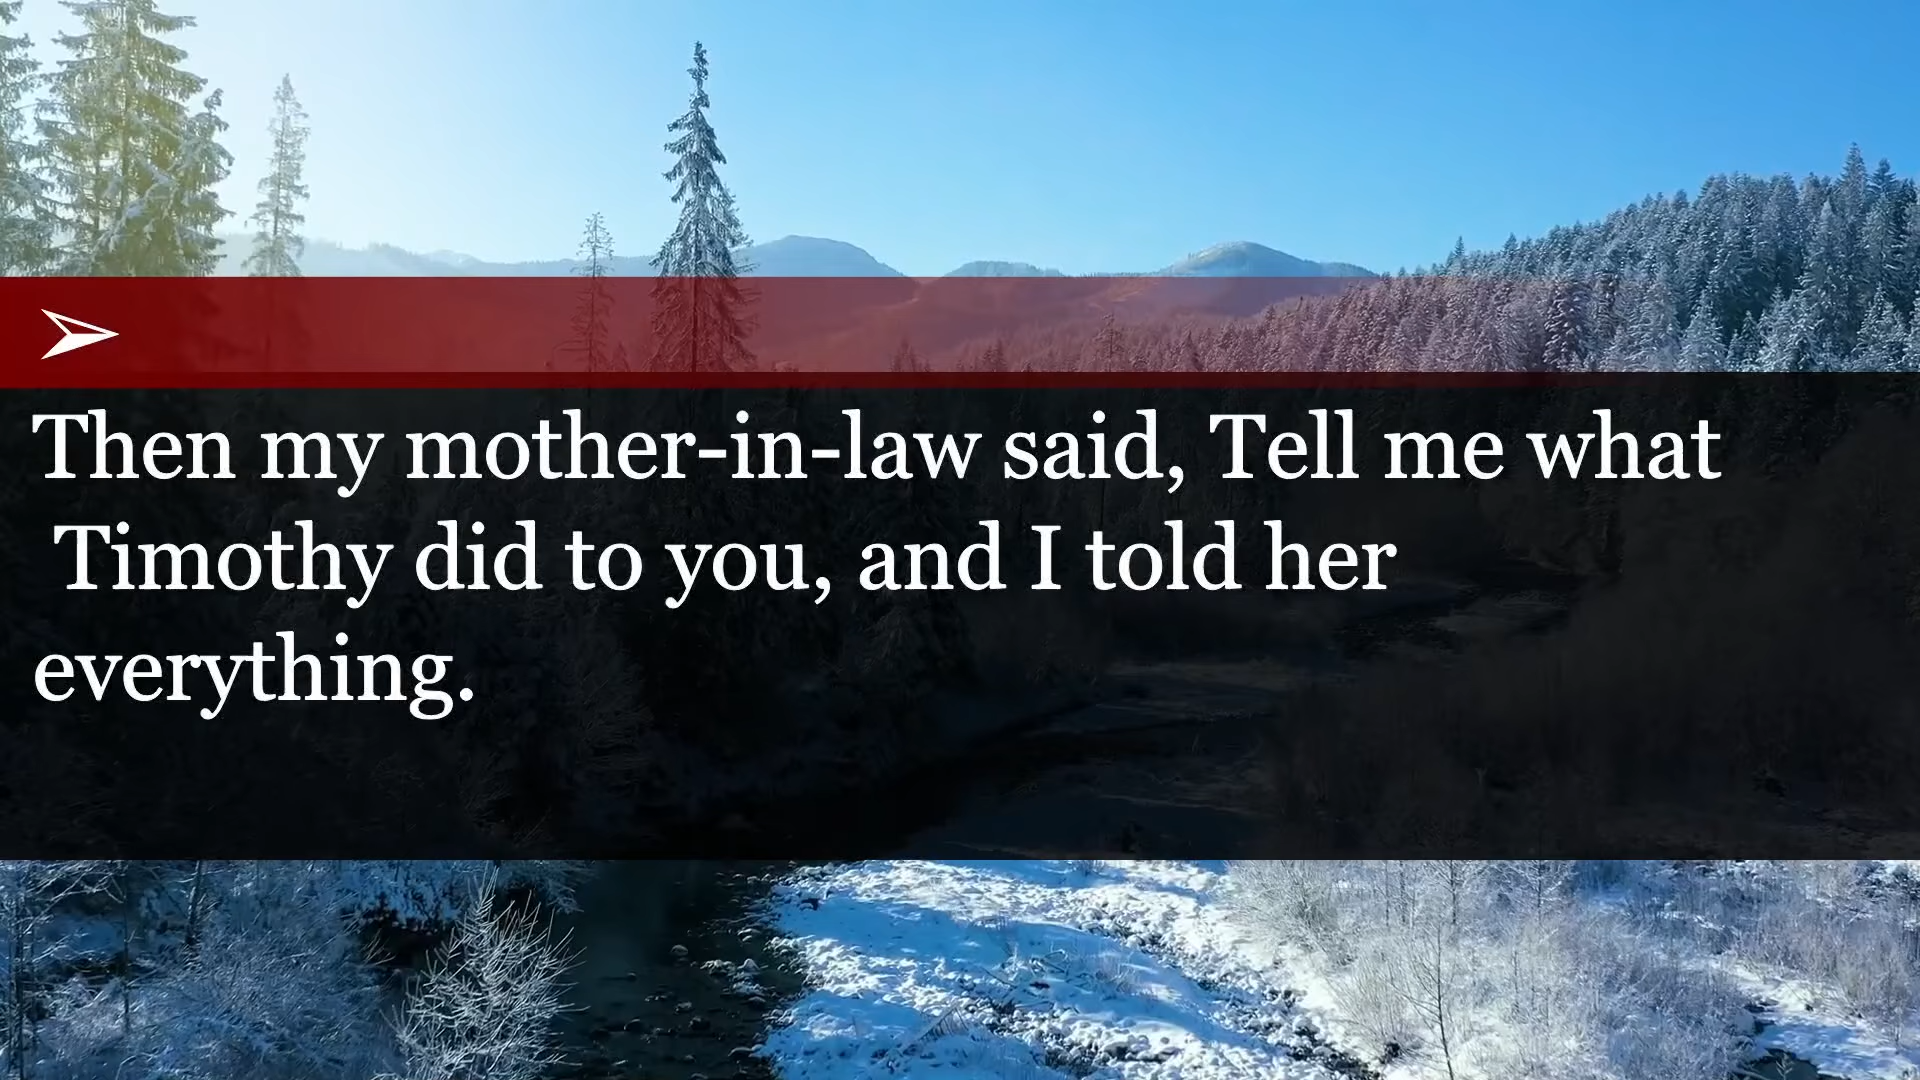 Then my mother-in-law said, Tell me what
Timothy did to you, and I told her
everything.